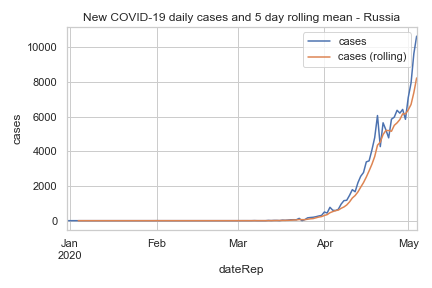 New COVID-19 daily cases and 5 day rolling mean - Russia
cases
cases (rolling)
10000
8000
6000
4000
2000
0
cases
Jan
2020
Feb
Mar
Apr
May
dateRep